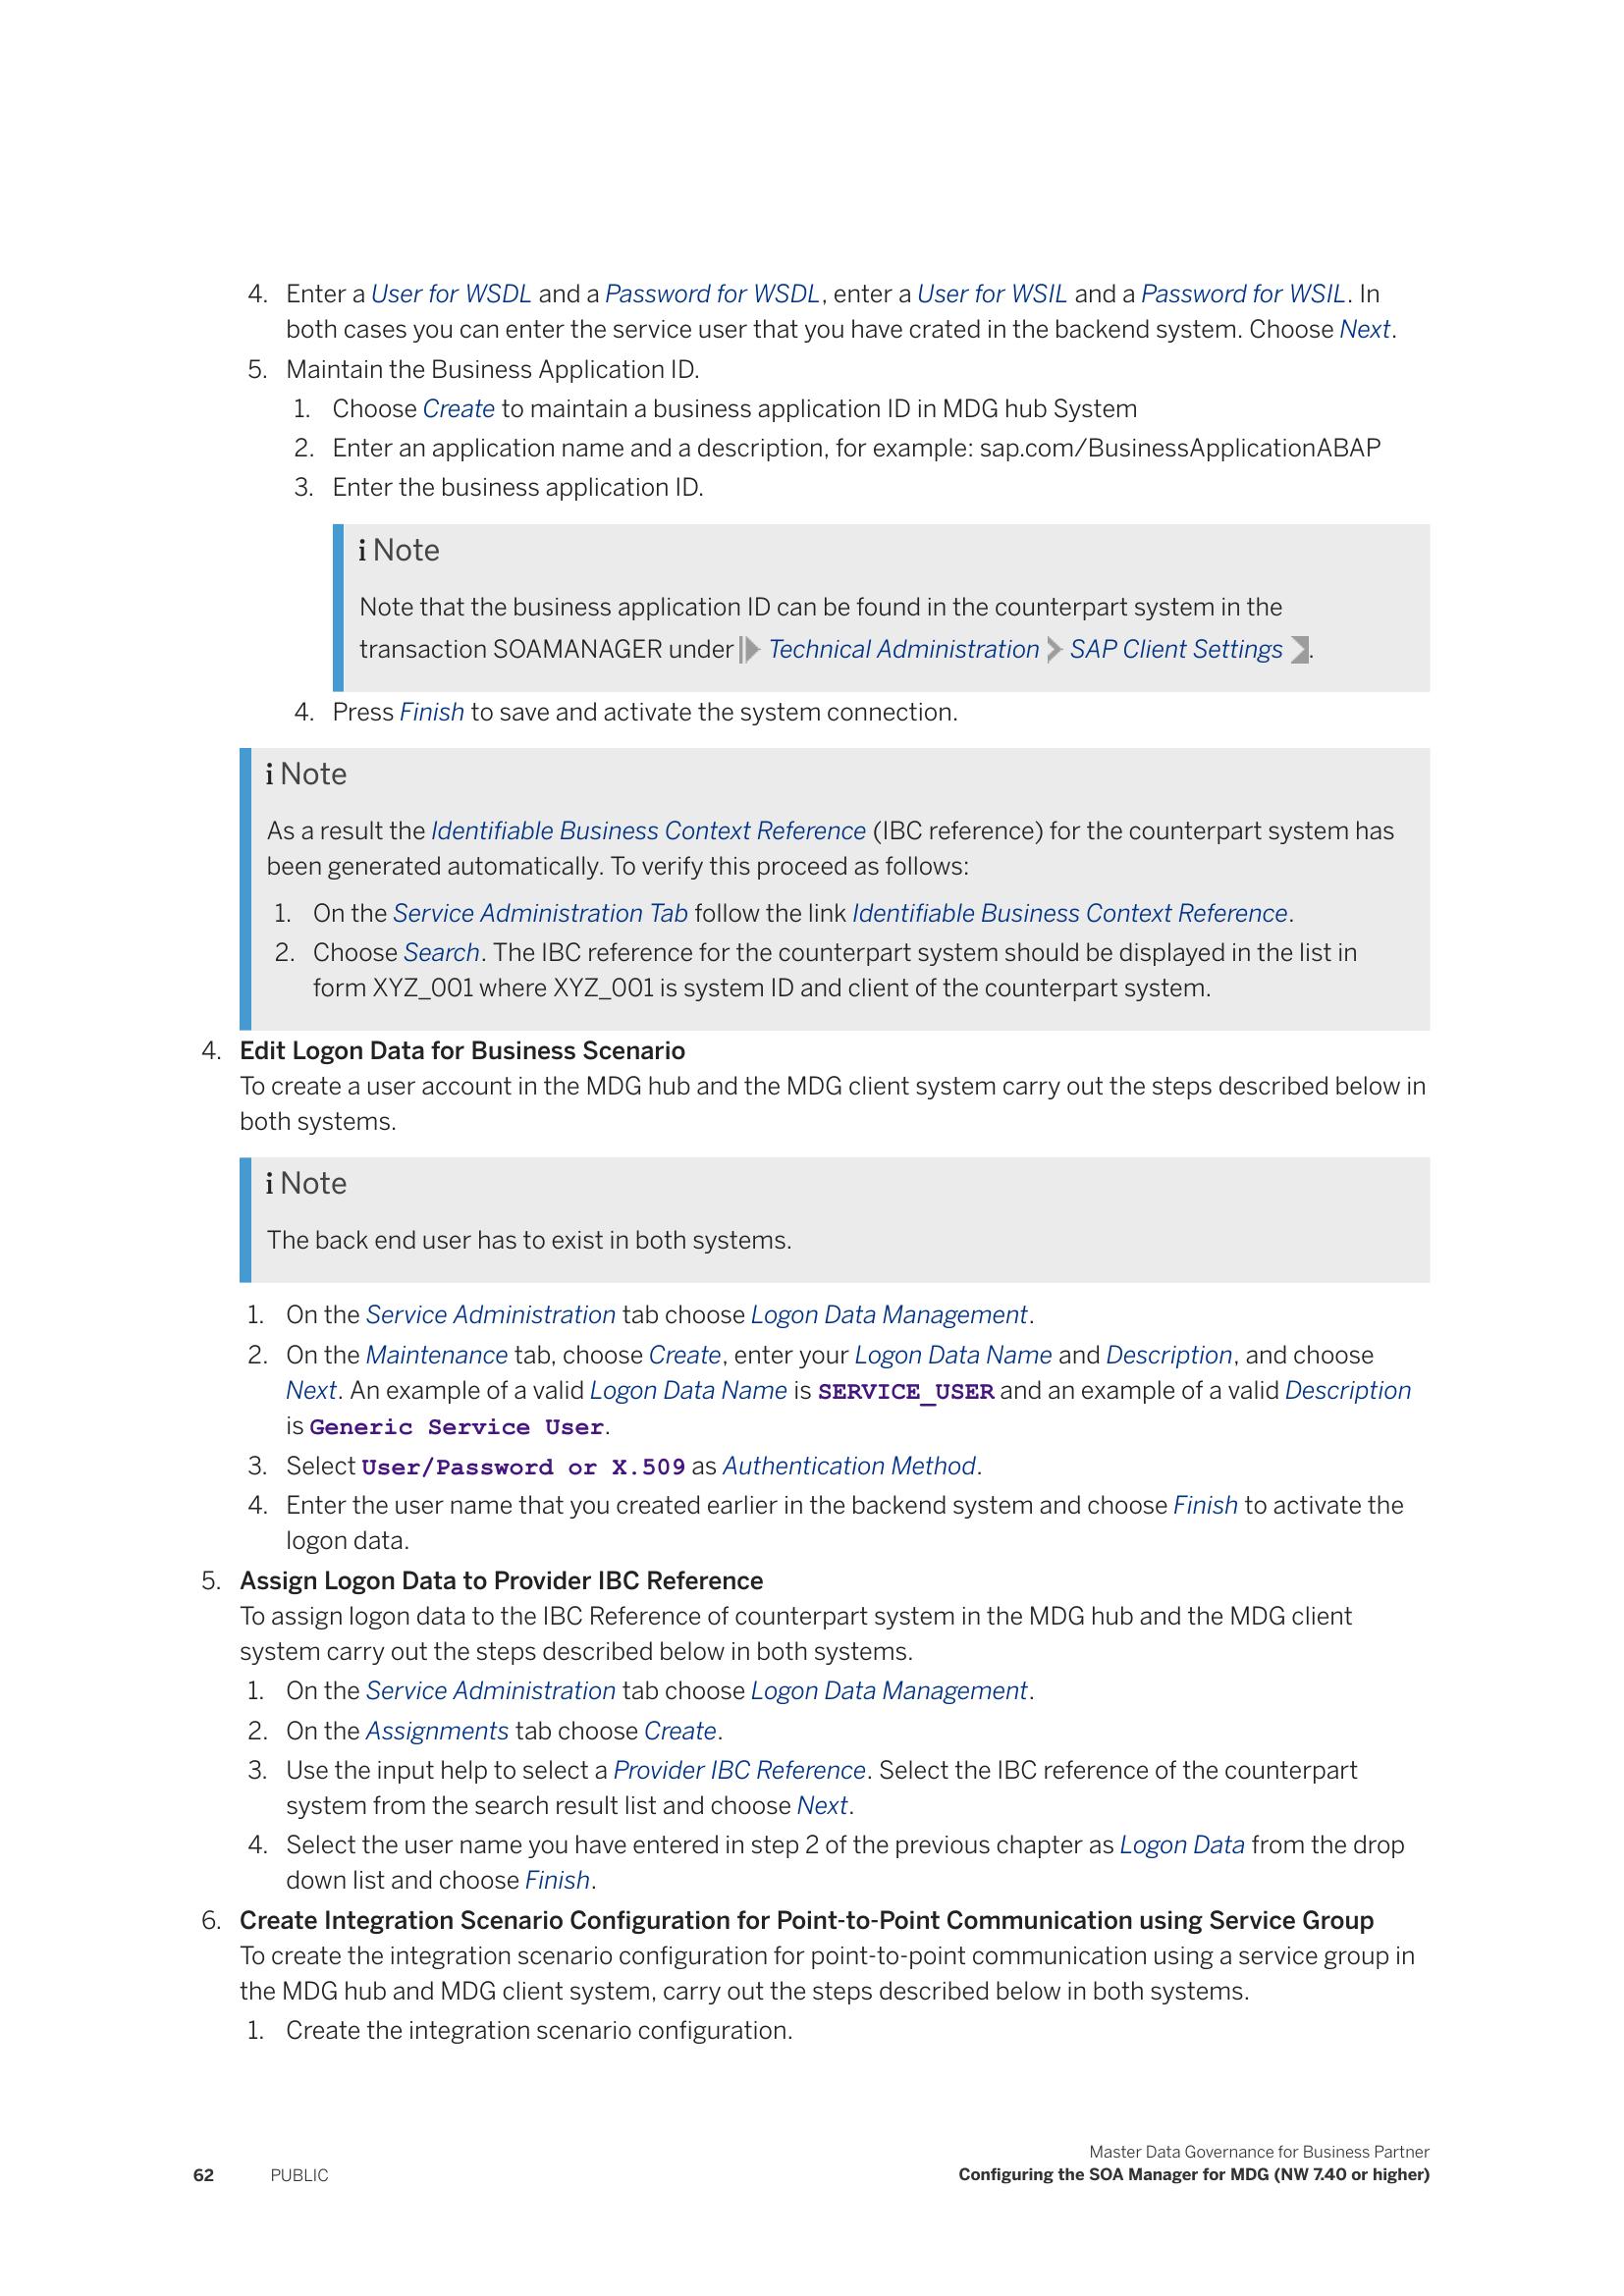 4. Enter a User for WSDL and a Password for WSDL, enter a User for WSIL and a Password for WSIL. In
both cases you can enter the service user that you have crated in the backend system. Choose Next.
5. Maintain the Business Application ID.
1. Choose Create to maintain a business application ID in MDG hub System
2. Enter an application name and a description, for example: sap.com/BusinessApplicationABAP
3. Enter the business application ID.
i Note
Note that the business application ID can be found in the counterpart system in the
transaction SOAMANAGER under Technical Administration SAP Client Settings .
4. Press Finish to save and activate the system connection.
i Note
As a result the Identifiable Business Context Reference (IBC reference) for the counterpart system has
been generated automatically. To verify this proceed as follows:
1. On the Service Administration Tab follow the link Identifiable Business Context Reference.
2. Choose Search. The IBC reference for the counterpart system should be displayed in the list in
form XYZ_001 where XYZ_001 is system ID and client of the counterpart system.
4. Edit Logon Data for Business Scenario
To create a user account in the MDG hub and the MDG client system carry out the steps described below in
both systems.
i Note
The back end user has to exist in both systems.
1. On the Service Administration tab choose Logon Data Management.
2. On the Maintenance tab, choose Create, enter your Logon Data Name and Description, and choose
Next. An example of a valid Logon Data Name is SERVICE_USER and an example of a valid Description
is Generic Service User.
3. Select User/Password or X.509 as Authentication Method.
4. Enter the user name that you created earlier in the backend system and choose Finish to activate the
logon data.
5. Assign Logon Data to Provider IBC Reference
To assign logon data to the IBC Reference of counterpart system in the MDG hub and the MDG client
system carry out the steps described below in both systems.
1. On the Service Administration tab choose Logon Data Management.
2. On the Assignments tab choose Create.
3. Use the input help to select a Provider IBC Reference. Select the IBC reference of the counterpart
system from the search result list and choose Next.
4. Select the user name you have entered in step 2 of the previous chapter as Logon Data from the drop
down list and choose Finish.
6. Create Integration Scenario Configuration for Point-to-Point Communication using Service Group
To create the integration scenario configuration for point-to-point communication using a service group in
the MDG hub and MDG client system, carry out the steps described below in both systems.
1. Create the integration scenario configuration.
Master Data Governance for Business Partner
62 PUBLIC Configuring the SOA Manager for MDG (NW 7.40 or higher)